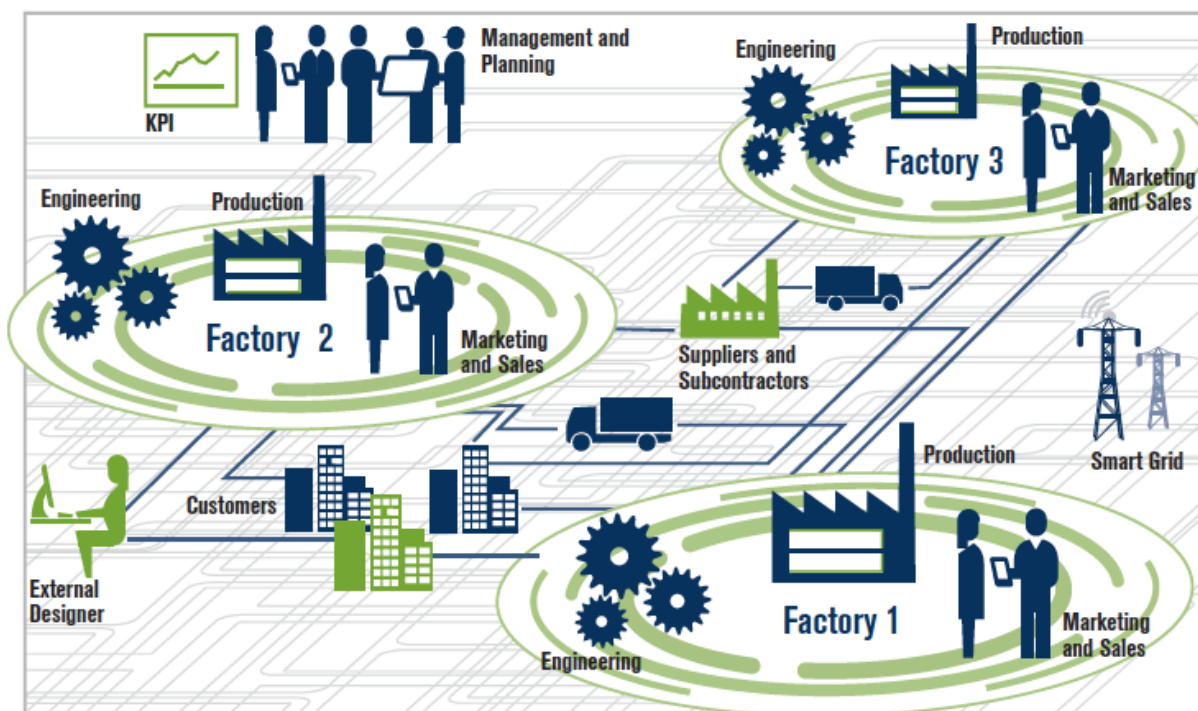 Management and
Planning
KPI
Engineering
Production
Factory 3
Marketing
and Sales
Engineering
Production
Factory 2
Marketing
and Sales
Suppliers and
Subcontractors
Smart Grid
Customers
External
Designer
Production
Factory 1
Engineering
Marketing
and Sales